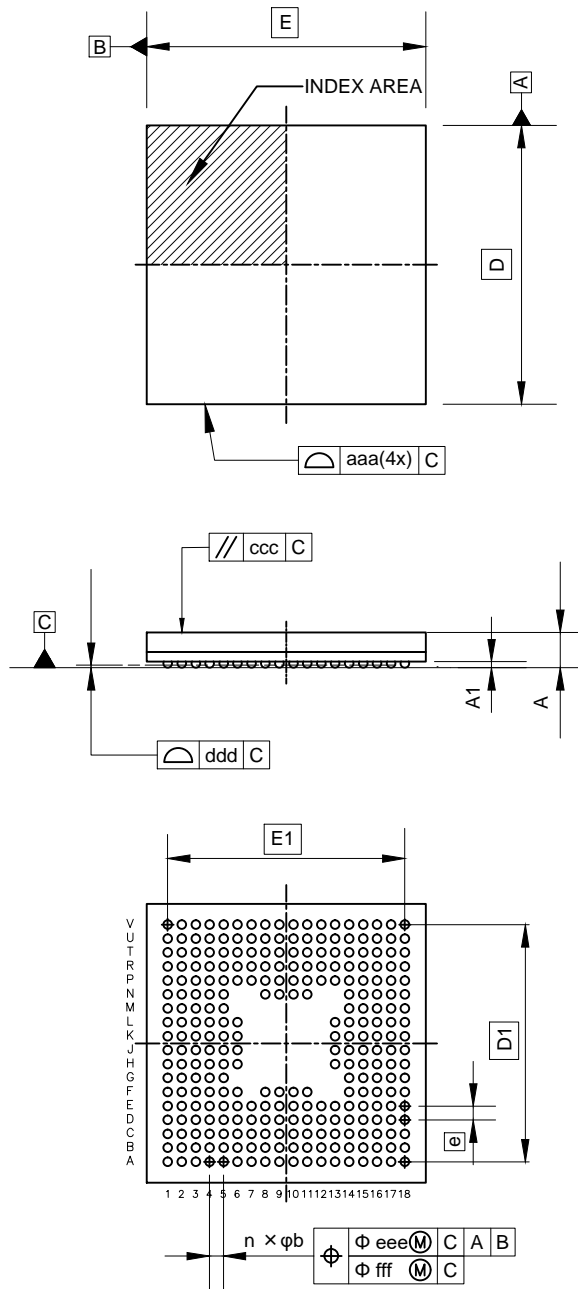 E
B
INDEX AREA
A
D
aaa(4x) C
// ccc C
C
A1
A
ddd C
E1
V
U
T
R
P
N
M
L
K
J
H
G
F
E
D
C
B
A
D1
e
1 2 3 4 5 6 7 8 9 10 11 12 13 14 15 16 17 18
n × φb
Φ eee Ⓜ C A B
Φ fff Ⓜ C